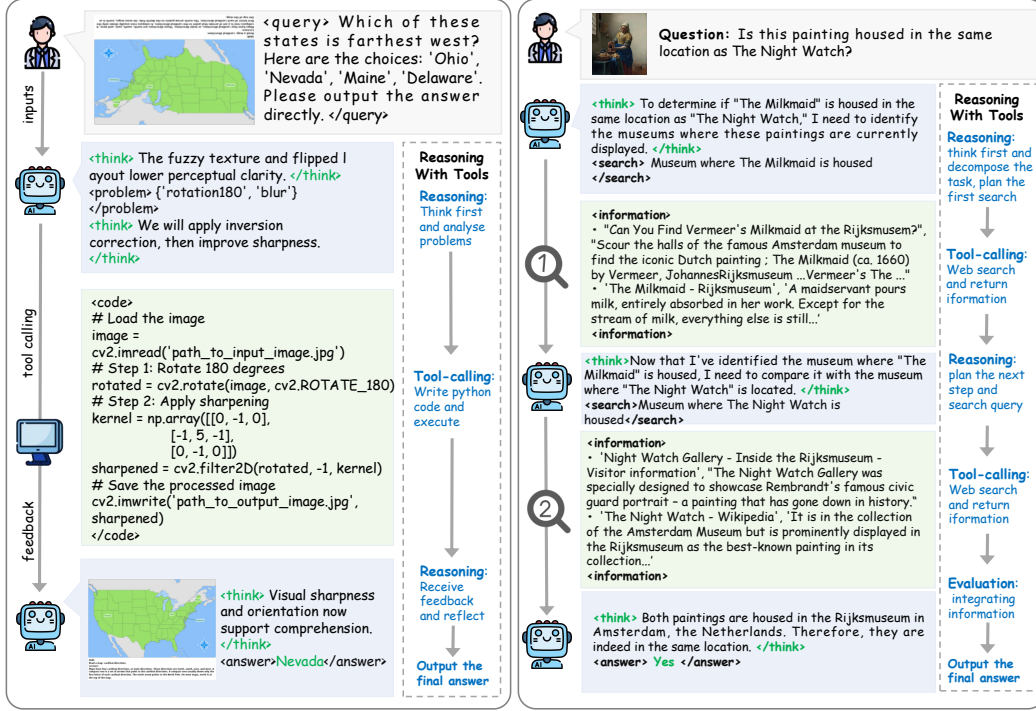 <query> Which of these
states is farthest west?
Here are the choices: 'Ohio',
'Nevada', 'Maine', 'Delaware'.
Please output the answer
directly. </query>
inputs
<think> The fuzzy texture and flipped l
ayout lower perceptual clarity. </think>
<problem> {'rotation180', 'blur'}
</problem>
<think> We will apply inversion
correction, then improve sharpness.
</think>
AI
tool calling
<code>
# Load the image
image =
cv2.imread('path_to_input_image.jpg')
# Step 1: Rotate 180 degrees
rotated = cv2.rotate(image, cv2.ROTATE_180)
# Step 2: Apply sharpening
kernel = np.array([[0, -1, 0],
[-1, 5, -1],
[0, -1, 0]])
sharpened = cv2.filter2D(rotated, -1, kernel)
# Save the processed image
cv2.imwrite('path_to_output_image.jpg',
sharpened)
</code>
feedback
<think> Visual sharpness
and orientation now
support comprehension.
</think>
<answer>Nevada</answer>
AI
Reasoning
With Tools
Reasoning:
Think first
and analyse
problems
Tool-calling:
Write python
code and
execute
Reasoning:
Receive
feedback
and reflect
Output the
final answer
Question: Is this painting housed in the same
location as The Night Watch?
AI
<think> To determine if "The Milkmaid" is housed in the
same location as "The Night Watch," I need to identify
the museums where these paintings are currently
displayed. </think>
<search> Museum where The Milkmaid is housed
</search>
1
<information>
• "Can You Find Vermeer's Milkmaid at the Rijksmusem?",
"Scour the halls of the famous Amsterdam museum to
find the iconic Dutch painting ; The Milkmaid (ca. 1660)
by Vermeer, JohannesRijksmuseum ...Vermeer's The ..."
• 'The Milkmaid - Rijksmuseum', 'A maidservant pours
milk, entirely absorbed in her work. Except for the
stream of milk, everything else is still...'
<information>
AI
<think>Now that I've identified the museum where "The
Milkmaid" is housed, I need to compare it with the museum
where "The Night Watch" is located. </think>
<search>Museum where The Night Watch is
housed</search>
2
<information>
• 'Night Watch Gallery - Inside the Rijksmuseum -
Visitor information', "The Night Watch Gallery was
specially designed to showcase Rembrandt's famous civic
guard portrait – a painting that has gone down in history."
• 'The Night Watch - Wikipedia', 'It is in the collection
of the Amsterdam Museum but is prominently displayed in
the Rijksmuseum as the best-known painting in its
collection...'
<information>
AI
<think> Both paintings are housed in the Rijksmuseum in
Amsterdam, the Netherlands. Therefore, they are
indeed in the same location. </think>
<answer> Yes </answer>
Reasoning
With Tools
Reasoning:
think first and
decompose the
task, plan the
first search
Tool-calling:
Web search
and return
iformation
Reasoning:
plan the next
step and
search query
Tool-calling:
Web search
and return
iformation
Evaluation:
integrating
information
Output the
final answer